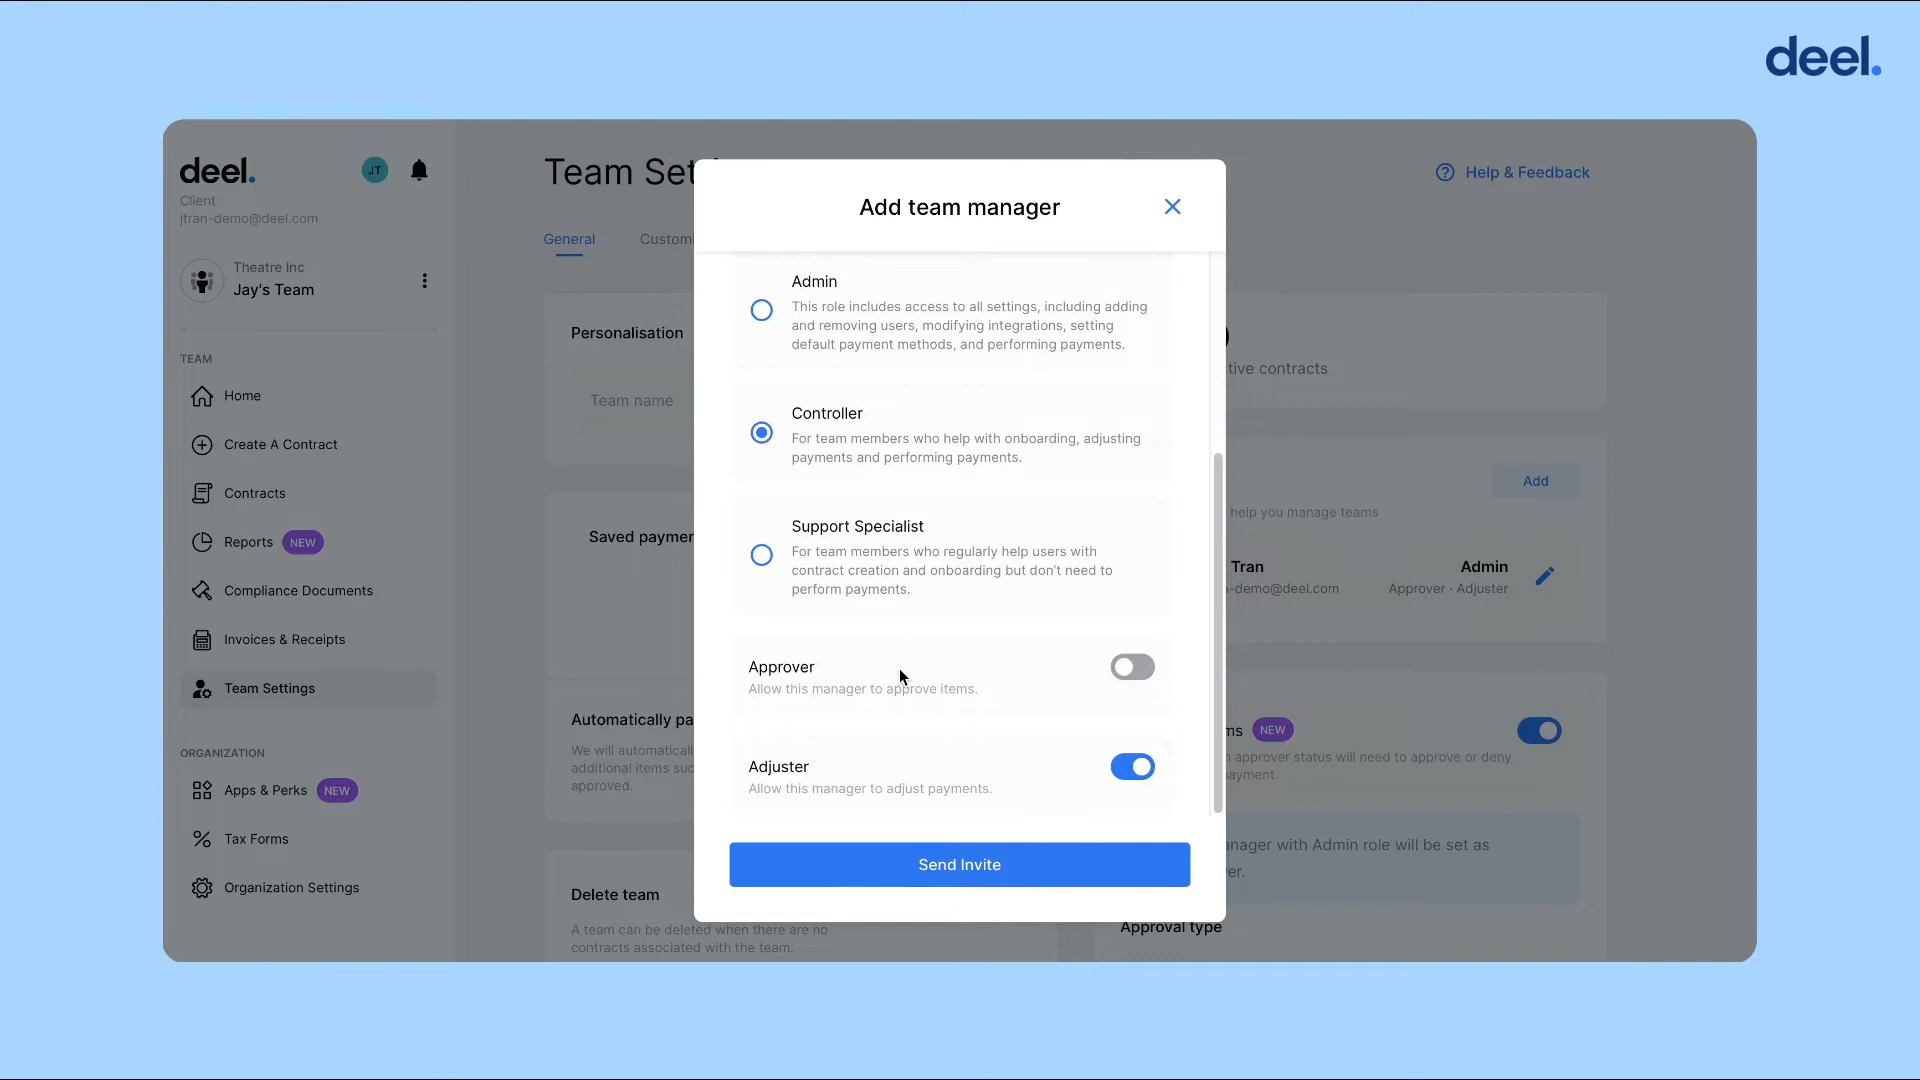 deel.
deel.
JT
Client
jtran-demo@deel.com
Theatre Inc
Jay's Team
TEAM
Home
Create A Contract
Contracts
Reports NEW
Compliance Documents
Invoices & Receipts
Team Settings
ORGANIZATION
Apps & Perks NEW
Tax Forms
Organization Settings
Team Set
Help & Feedback
General
Customi
Personalisation
Team name
Saved paymen
Automatically pa
We will automatically
additional items suc
approved.
Delete team
A team can be deleted when there are no
contracts associated with the team.
Add team manager
Admin
This role includes access to all settings, including adding
and removing users, modifying integrations, setting
default payment methods, and performing payments.
Controller
For team members who help with onboarding, adjusting
payments and performing payments.
Support Specialist
For team members who regularly help users with
contract creation and onboarding but don't need to
perform payments.
Approver
Allow this manager to approve items.
Adjuster
Allow this manager to adjust payments.
Send Invite
tive contracts
Add
help you manage teams
Tran
Admin
-demo@deel.com
Approver · Adjuster
ms NEW
approver status will need to approve or deny
ayment.
anager with Admin role will be set as
er.
Approval type